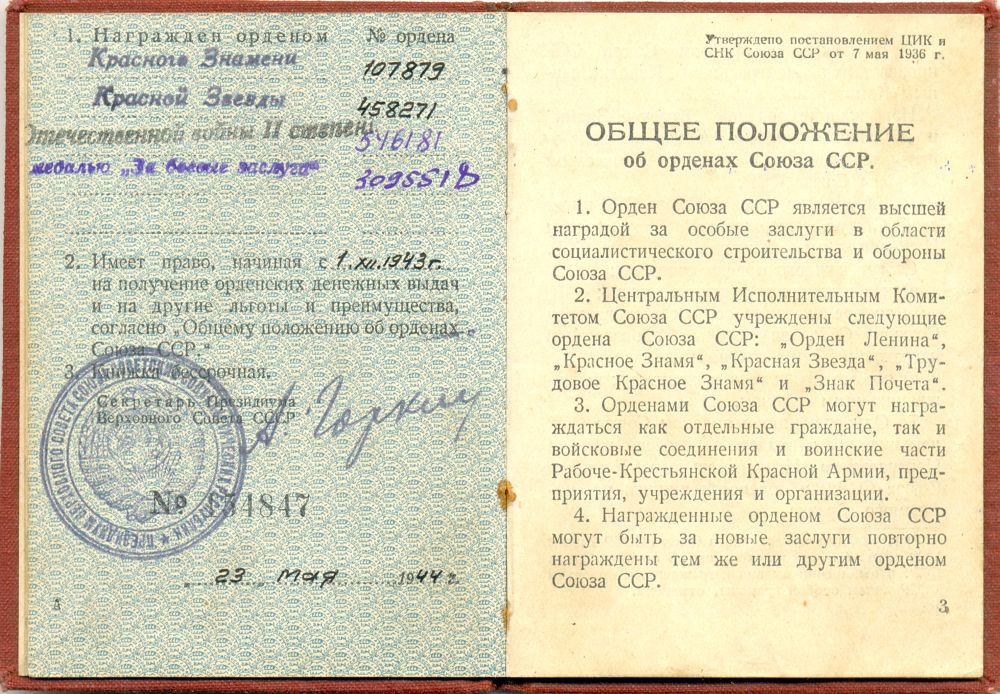 1. Награжден орденом № ордена
Красного Знамени 107879
Красной Звезды 458271
Отечественной войны II степени 546181
медалью „За боевые заслуги“ 3095518
2. Имеет право, начиная с 1.XII.1943г.
на получение орденских денежных выдач
и на другие льготы и преимущества,
согласно „Общему положению об орденах
Союза ССР.“
3. Книжка бессрочная.
Секретарь Президиума
Верховного Совета СССР
А. Горкин
№ 054847
„23“ мая 1944 г.
Утверждено постановлением ЦИК и
СНК Союза ССР от 7 мая 1936 г.
ОБЩЕЕ ПОЛОЖЕНИЕ
об орденах Союза ССР.
1. Орден Союза ССР является высшей
наградой за особые заслуги в области
социалистического строительства и обороны
Союза ССР.
2. Центральным Исполнительным Коми-
тетом Союза ССР учреждены следующие
ордена Союза ССР: „Орден Ленина“,
„Красное Знамя“, „Красная Звезда“, „Тру-
довое Красное Знамя“ и „Знак Почета“.
3. Орденами Союза ССР могут награ-
ждаться как отдельные граждане, так и
войсковые соединения и воинские части
Рабоче-Крестьянской Красной Армии, пред-
приятия, учреждения и организации.
4. Награжденные орденом Союза ССР
могут быть за новые заслуги повторно
награждены тем же или другим орденом
Союза ССР.
3